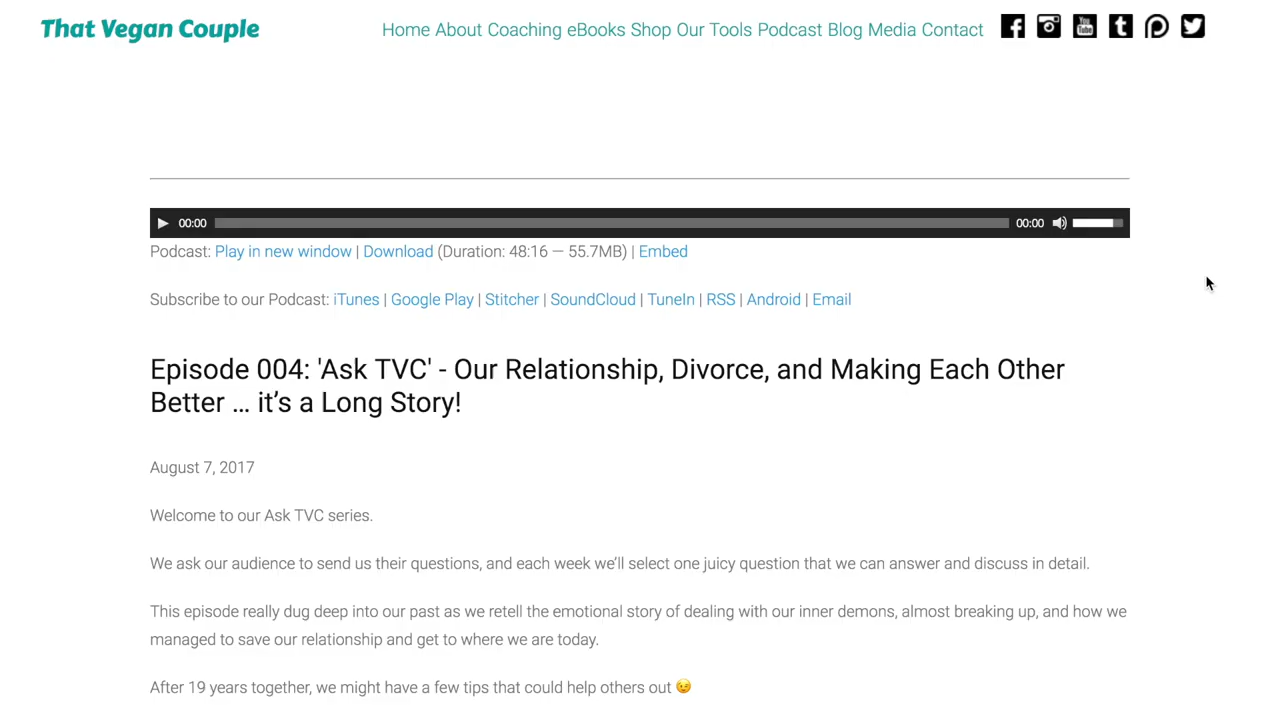 That Vegan Couple
Home About Coaching eBooks Shop Our Tools Podcast Blog Media Contact
You Tube
00:00 00:00
Podcast: Play in new window | Download (Duration: 48:16 — 55.7MB) | Embed
Subscribe to our Podcast: iTunes | Google Play | Stitcher | SoundCloud | TuneIn | RSS | Android | Email
Episode 004: 'Ask TVC' - Our Relationship, Divorce, and Making Each Other
Better … it’s a Long Story!
August 7, 2017
Welcome to our Ask TVC series.
We ask our audience to send us their questions, and each week we’ll select one juicy question that we can answer and discuss in detail.
This episode really dug deep into our past as we retell the emotional story of dealing with our inner demons, almost breaking up, and how we
managed to save our relationship and get to where we are today.
After 19 years together, we might have a few tips that could help others out 😉